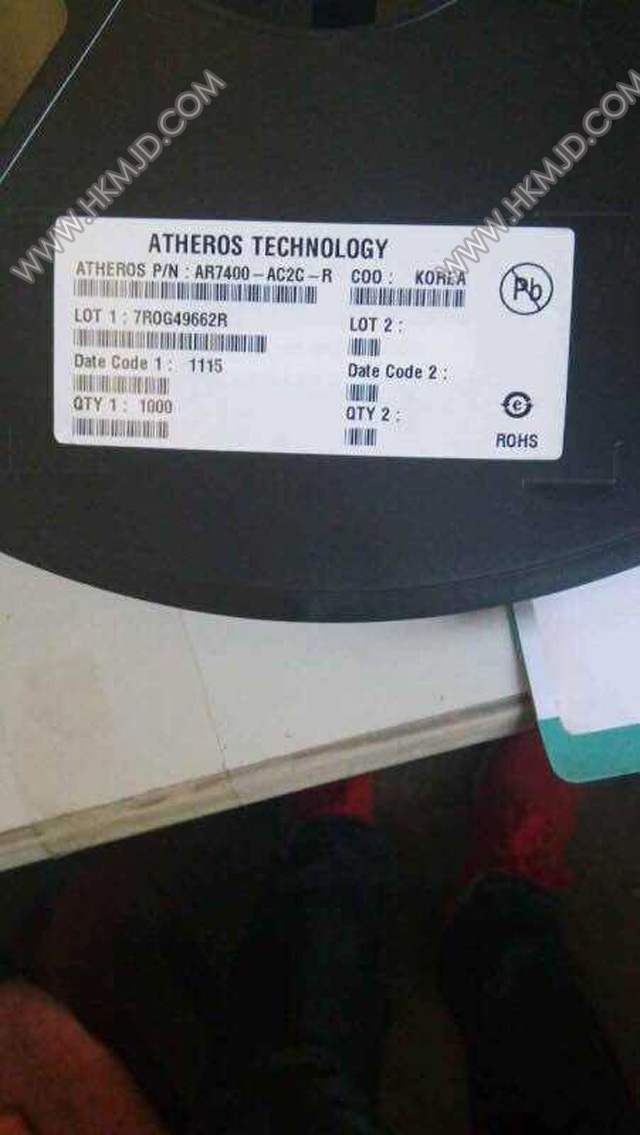 WWW.HKMJD.COM
WWW.HKMJD.COM
ATHEROS TECHNOLOGY
ATHEROS P/N : AR7400-AC2C-R
COO : KOREA
Pb
LOT 1 : 7ROG49662R
LOT 2 :
Date Code 1 : 1115
Date Code 2 :
QTY 1 : 1000
QTY 2 :
e
ROHS